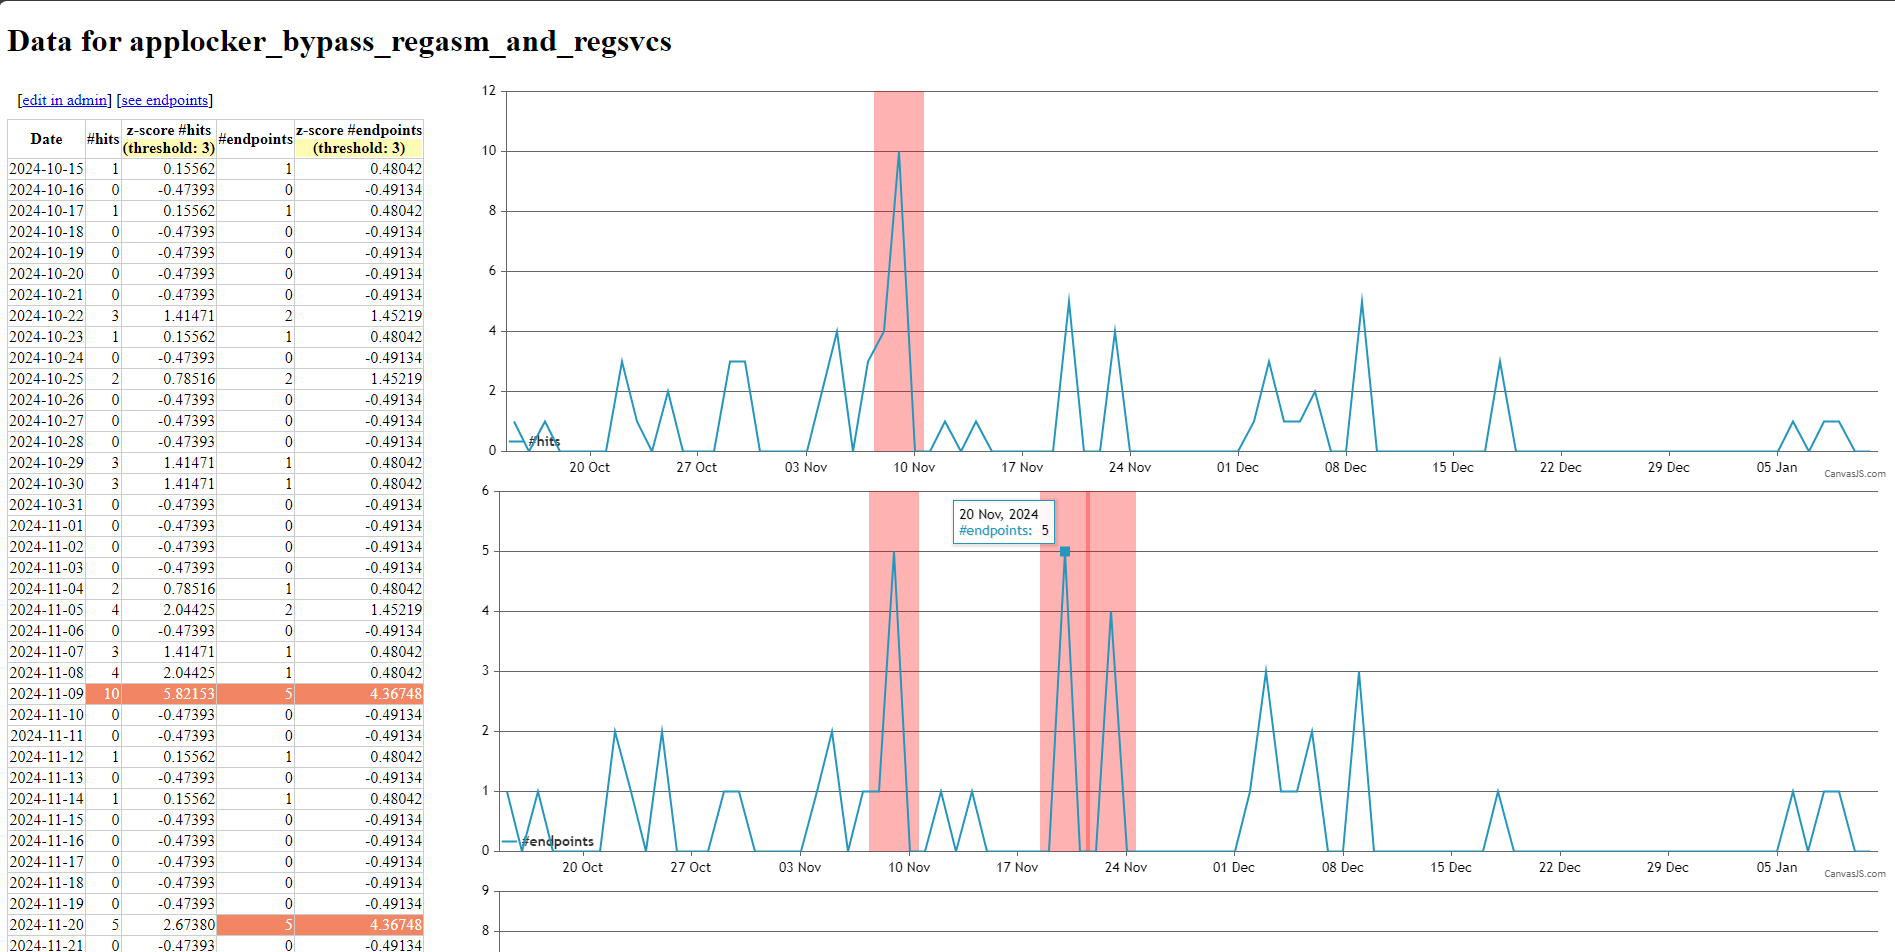 Data for applocker_bypass_regasm_and_regsvcs
[edit in admin] [see endpoints]
Date #hits z-score #hits (threshold: 3) #endpoints z-score #endpoints (threshold: 3)
2024-10-15 1 0.15562 1 0.48042
2024-10-16 0 -0.47393 0 -0.49134
2024-10-17 1 0.15562 1 0.48042
2024-10-18 0 -0.47393 0 -0.49134
2024-10-19 0 -0.47393 0 -0.49134
2024-10-20 0 -0.47393 0 -0.49134
2024-10-21 0 -0.47393 0 -0.49134
2024-10-22 3 1.41471 2 1.45219
2024-10-23 1 0.15562 1 0.48042
2024-10-24 0 -0.47393 0 -0.49134
2024-10-25 2 0.78516 2 1.45219
2024-10-26 0 -0.47393 0 -0.49134
2024-10-27 0 -0.47393 0 -0.49134
2024-10-28 0 -0.47393 0 -0.49134
2024-10-29 3 1.41471 1 0.48042
2024-10-30 3 1.41471 1 0.48042
2024-10-31 0 -0.47393 0 -0.49134
2024-11-01 0 -0.47393 0 -0.49134
2024-11-02 0 -0.47393 0 -0.49134
2024-11-03 0 -0.47393 0 -0.49134
2024-11-04 2 0.78516 1 0.48042
2024-11-05 4 2.04425 2 1.45219
2024-11-06 0 -0.47393 0 -0.49134
2024-11-07 3 1.41471 1 0.48042
2024-11-08 4 2.04425 1 0.48042
2024-11-09 10 5.82153 5 4.36748
2024-11-10 0 -0.47393 0 -0.49134
2024-11-11 0 -0.47393 0 -0.49134
2024-11-12 1 0.15562 1 0.48042
2024-11-13 0 -0.47393 0 -0.49134
2024-11-14 1 0.15562 1 0.48042
2024-11-15 0 -0.47393 0 -0.49134
2024-11-16 0 -0.47393 0 -0.49134
2024-11-17 0 -0.47393 0 -0.49134
2024-11-18 0 -0.47393 0 -0.49134
2024-11-19 0 -0.47393 0 -0.49134
2024-11-20 5 2.67380 5 4.36748
2024-11-21 0 -0.47393 0 -0.49134
12
10
8
6
4
2
0
#hits
20 Oct 27 Oct 03 Nov 10 Nov 17 Nov 24 Nov 01 Dec 08 Dec 15 Dec 22 Dec 29 Dec 05 Jan
CanvasJS.com
6
5
4
3
2
1
0
20 Nov, 2024
#endpoints: 5
#endpoints
20 Oct 27 Oct 03 Nov 10 Nov 17 Nov 24 Nov 01 Dec 08 Dec 15 Dec 22 Dec 29 Dec 05 Jan
CanvasJS.com
9
8